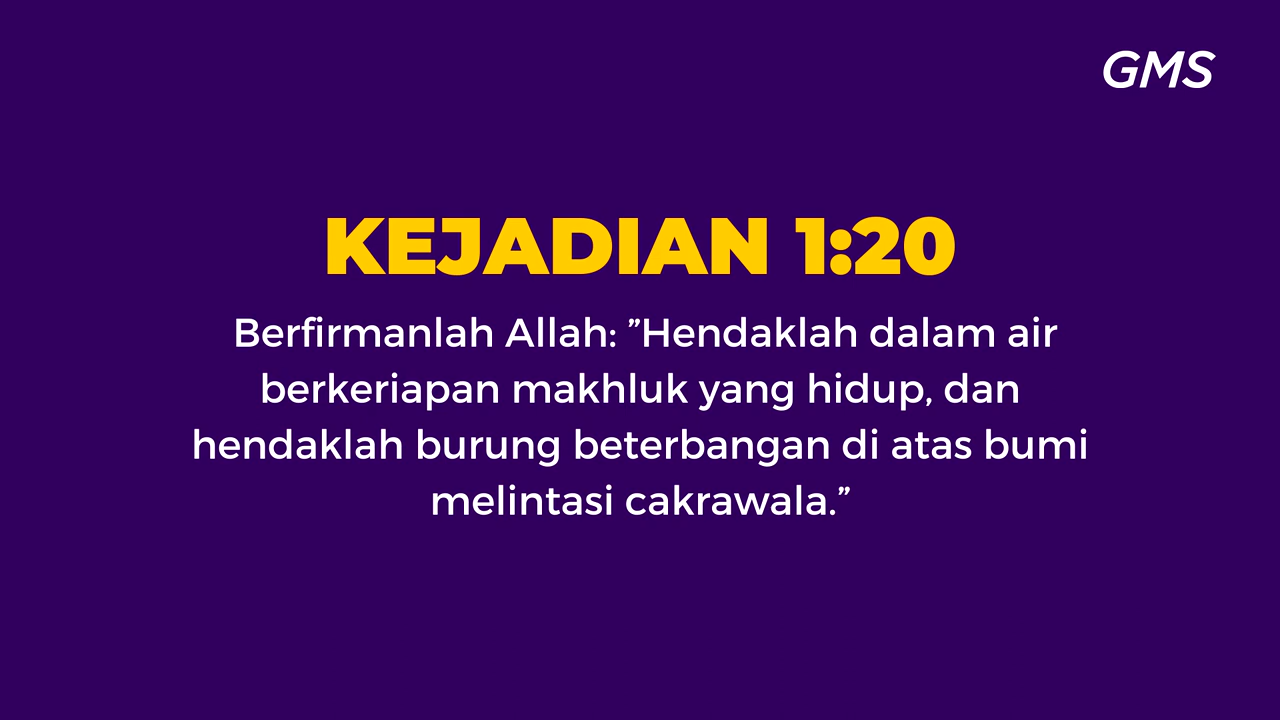 GMS
KEJADIAN 1:20
Berfirmanlah Allah: ”Hendaklah dalam air
berkeriapan makhluk yang hidup, dan
hendaklah burung beterbangan di atas bumi
melintasi cakrawala.”